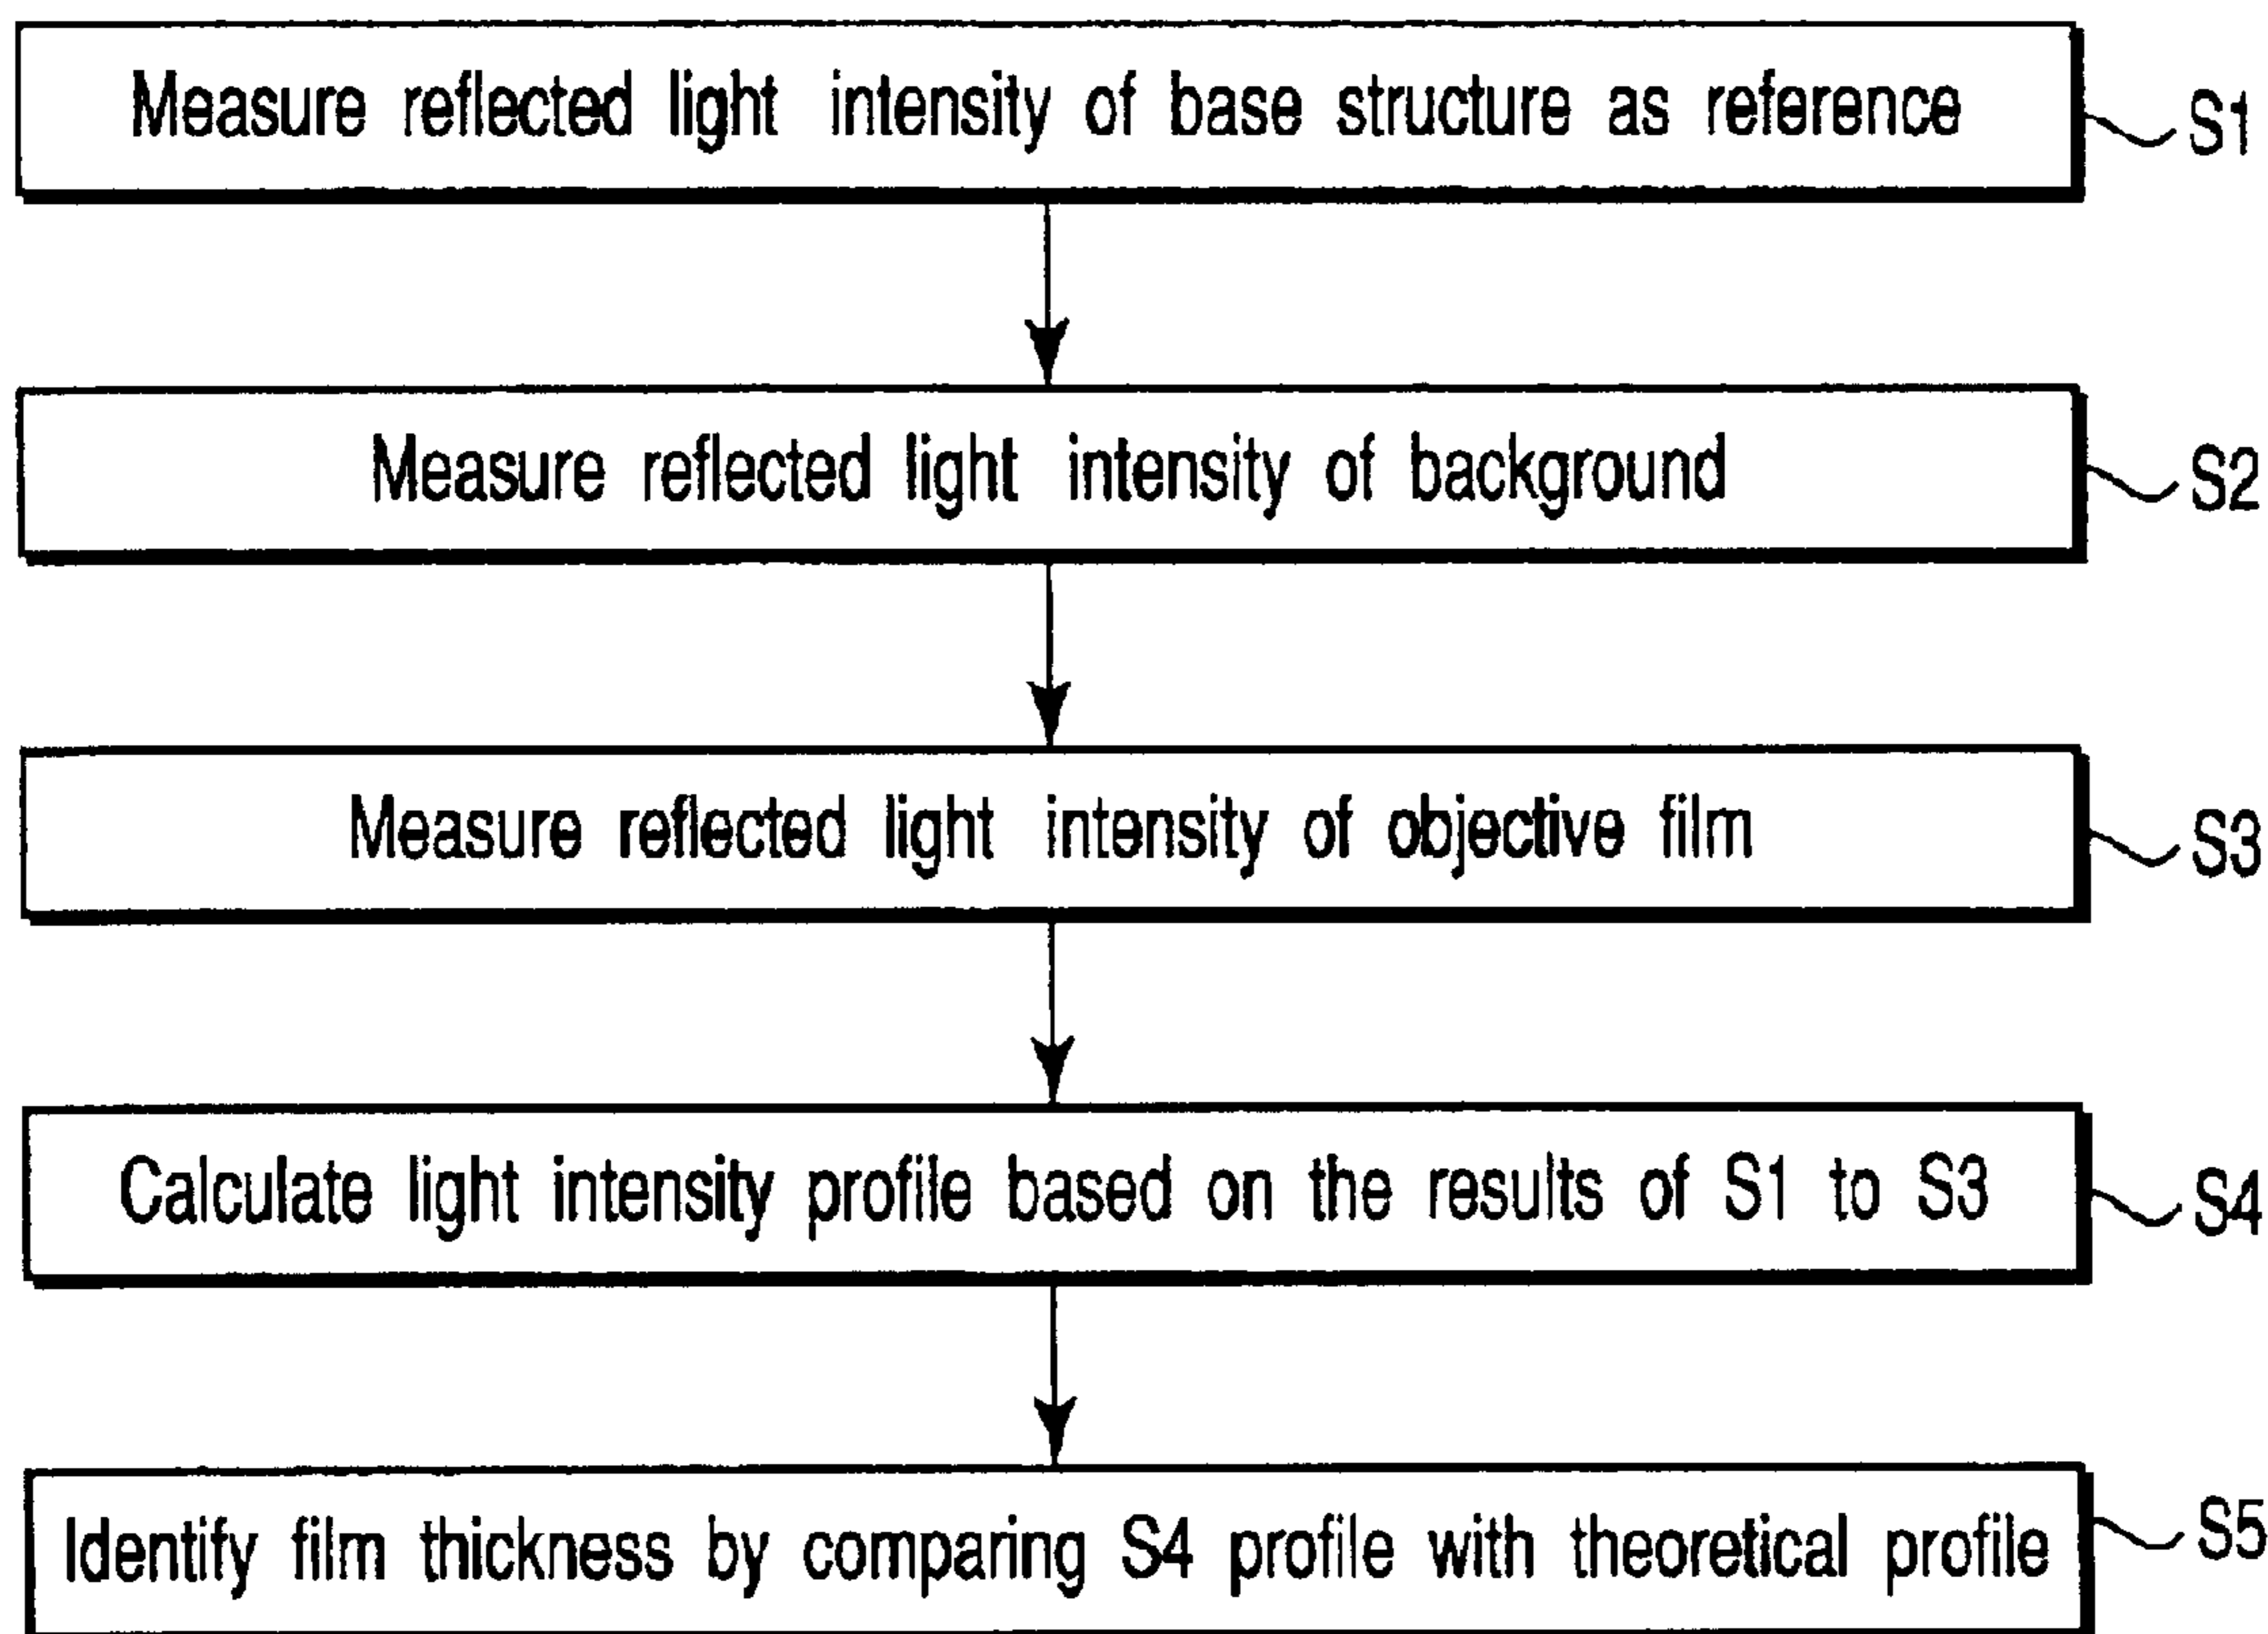 Measure reflected light intensity of base structure as reference
S1
Measure reflected light intensity of background
S2
Measure reflected light intensity of objective film
S3
Calculate light intensity profile based on the results of S1 to S3
S4
Identify film thickness by comparing S4 profile with theoretical profile
S5